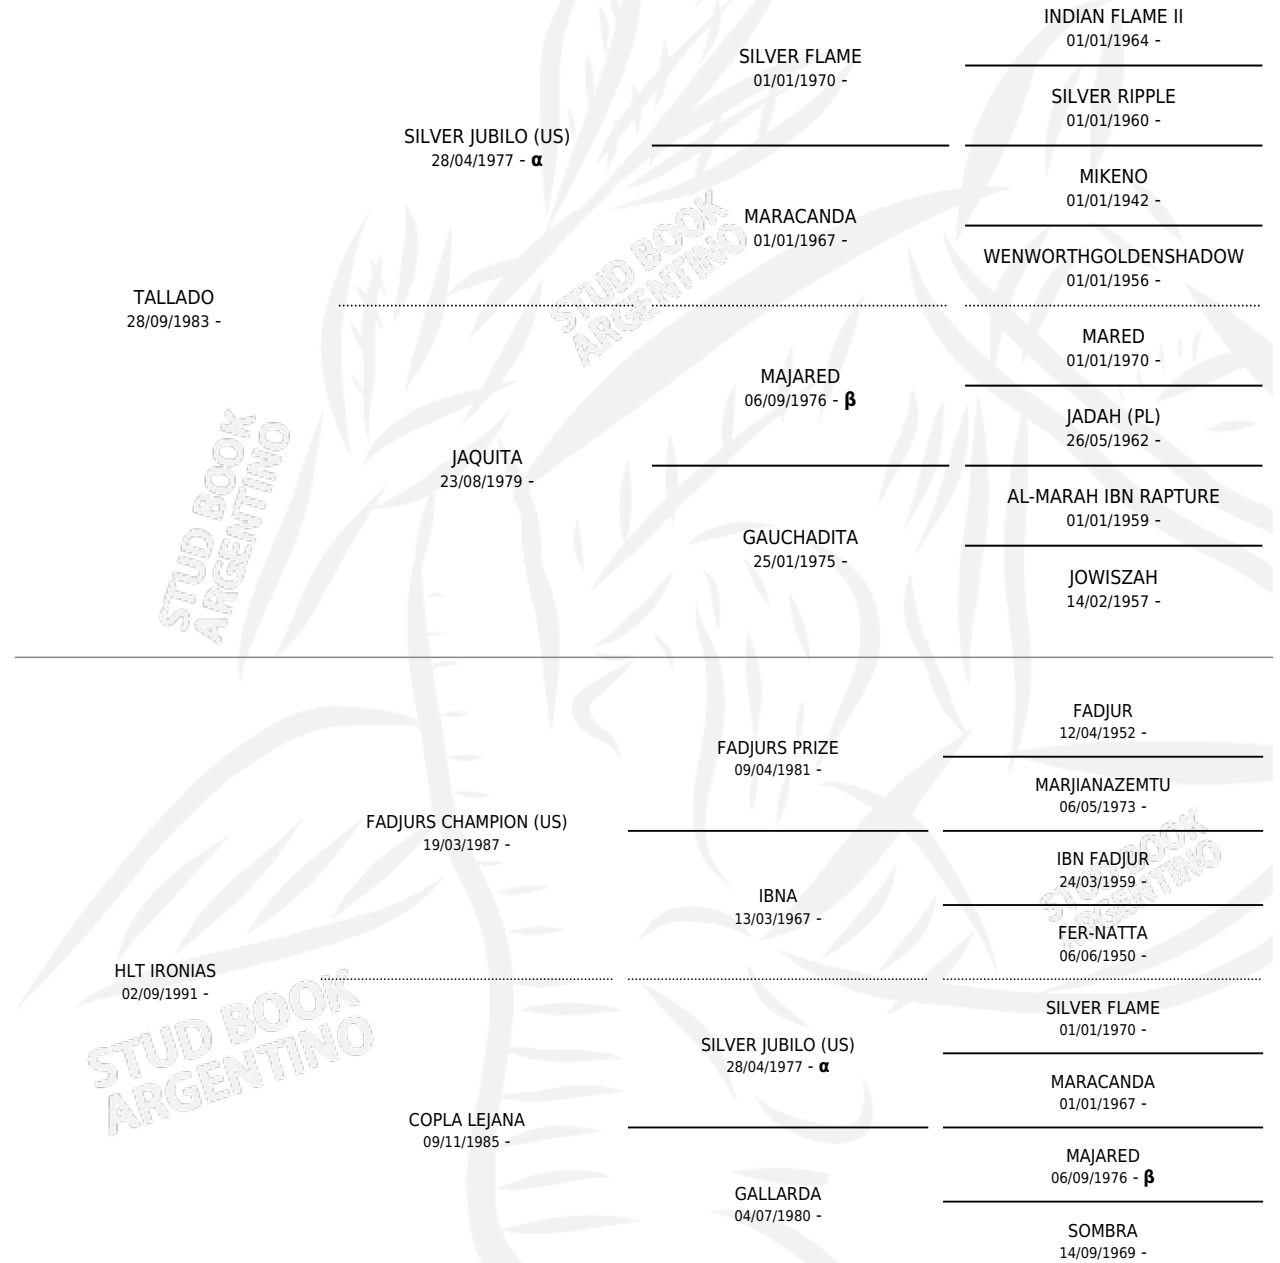 INDIAN FLAME II
01/01/1964 -
SILVER FLAME
01/01/1970 -
SILVER RIPPLE
01/01/1960 -
SILVER JUBILO (US)
28/04/1977 - α
MIKENO
01/01/1942 -
MARACANDA
01/01/1967 -
WENWORTHGOLDENSHADOW
01/01/1956 -
TALLADO
28/09/1983 -
MARED
01/01/1970 -
MAJARED
06/09/1976 - β
JADAH (PL)
26/05/1962 -
JAQUITA
23/08/1979 -
AL-MARAH IBN RAPTURE
01/01/1959 -
GAUCHADITA
25/01/1975 -
JOWISZAH
14/02/1957 -
STUD BOOK
ARGENTINO
STUD BOOK
ARGENTINO
FADJUR
12/04/1952 -
FADJURS PRIZE
09/04/1981 -
MARJIANAZEMTU
06/05/1973 -
FADJURS CHAMPION (US)
19/03/1987 -
IBN FADJUR
24/03/1959 -
IBNA
13/03/1967 -
FER-NATTA
06/06/1950 -
HLT IRONIAS
02/09/1991 -
SILVER FLAME
01/01/1970 -
SILVER JUBILO (US)
28/04/1977 - α
MARACANDA
01/01/1967 -
COPLA LEJANA
09/11/1985 -
MAJARED
06/09/1976 - β
GALLARDA
04/07/1980 -
SOMBRA
14/09/1969 -
STUD BOOK
ARGENTINO
STUD BOOK
ARGENTINO